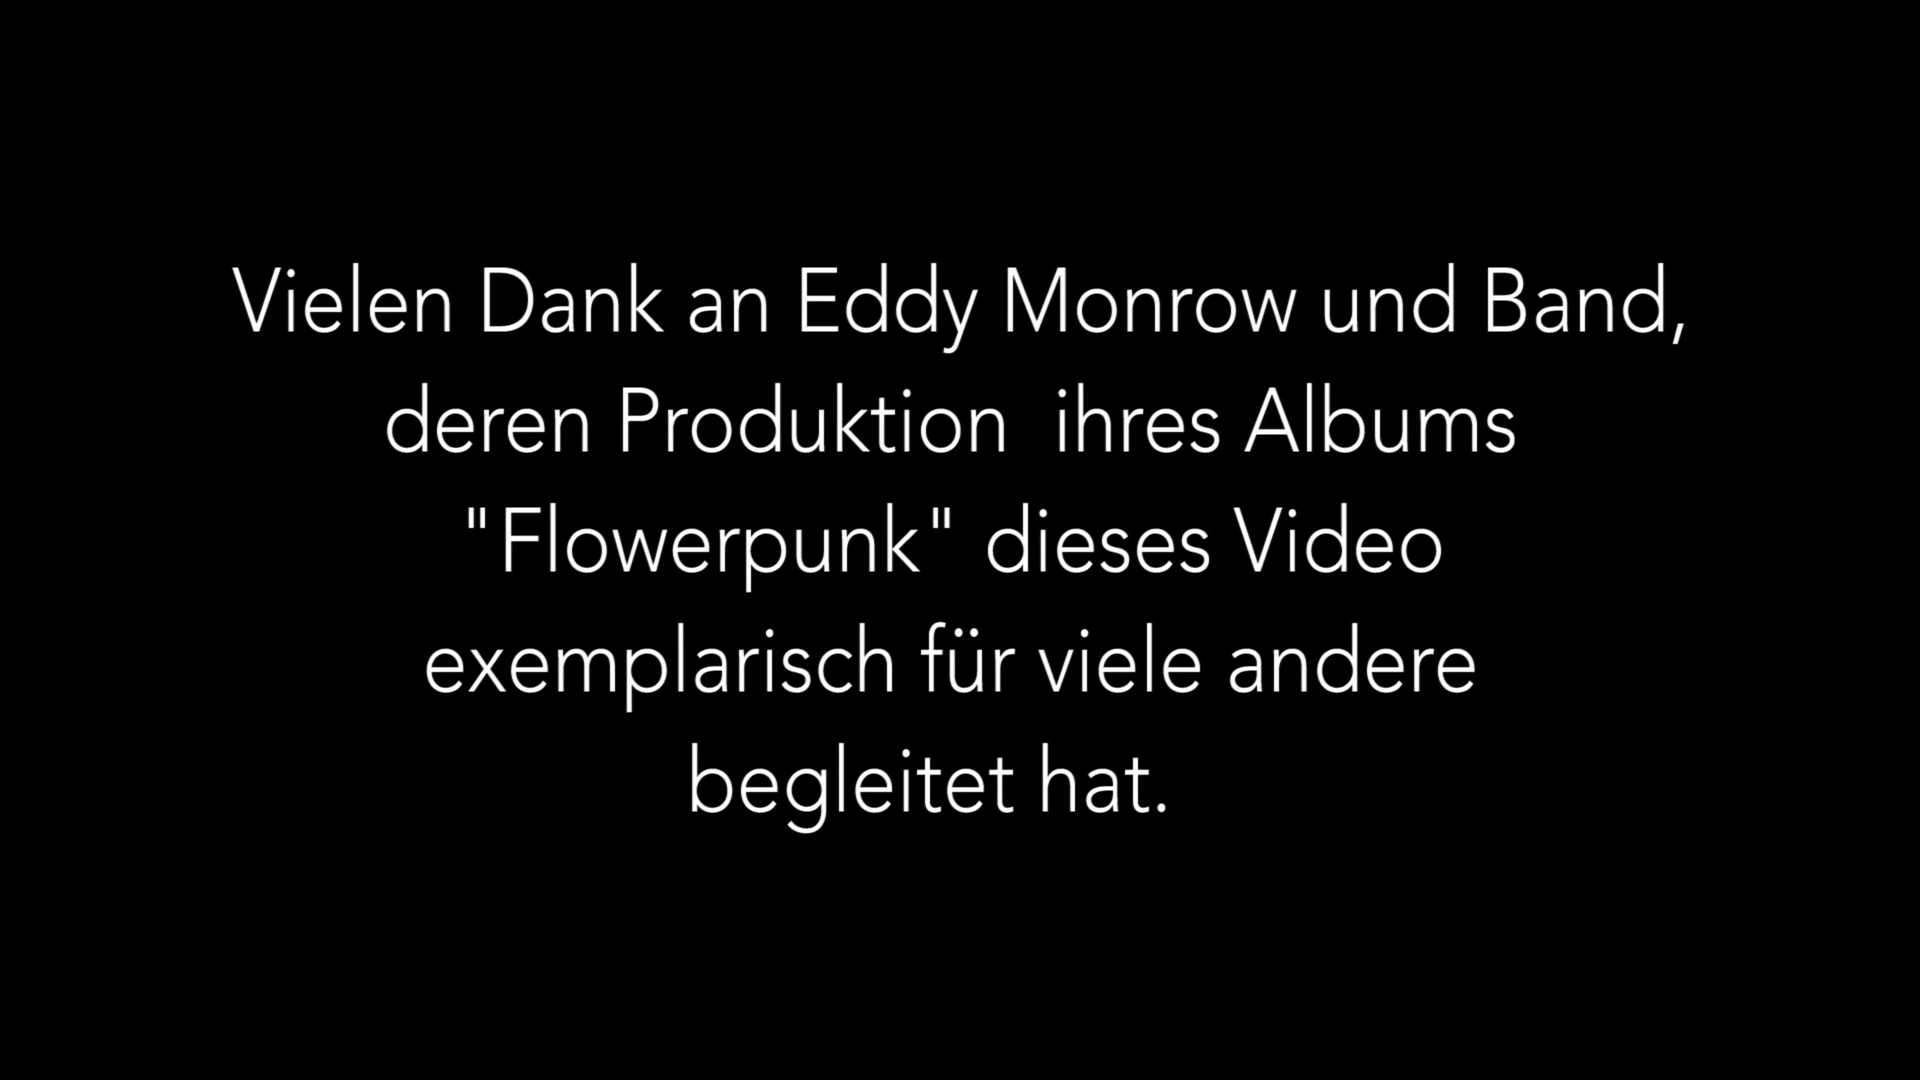 Vielen Dank an Eddy Monrow und Band,
deren Produktion  ihres Albums
"Flowerpunk" dieses Video
exemplarisch für viele andere
begleitet hat.